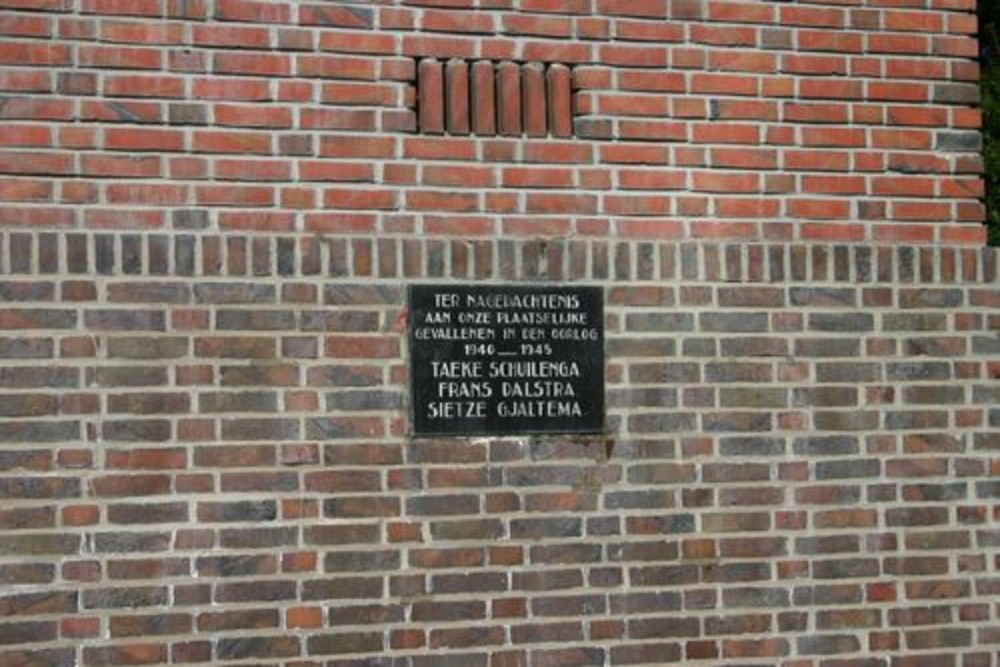 TER NAGEDACHTENIS
AAN ONZE PLAATSELIJKE
GEVALLENEN IN DEN OORLOG
1940 — 1945
TAEKE SCHUILENGA
FRANS DALSTRA
SIETZE GJALTEMA